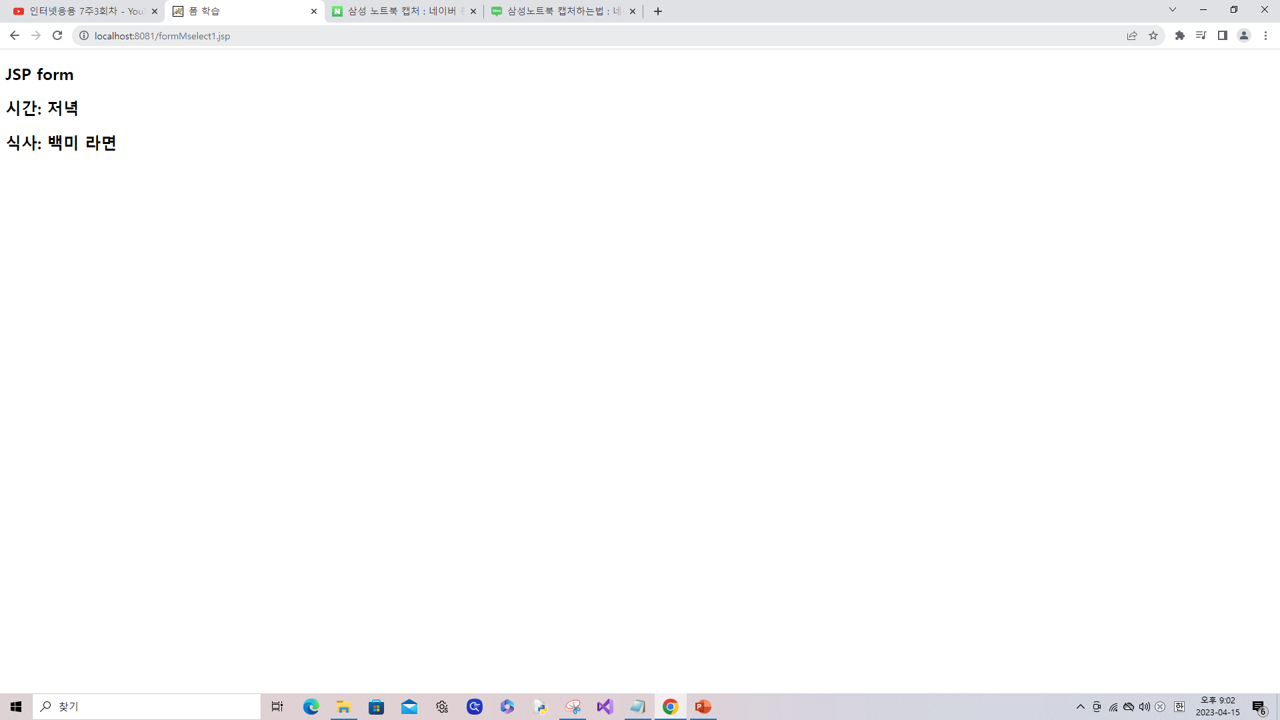 인터넷응용 7주3회차 - You
폼 학습
삼성 노트북 캡처 : 네이버
삼성노트북 캡처하는법 : 네
localhost:8081/formMselect1.jsp
JSP form
시간: 저녁
식사: 백미 라면
찾기
한
오후 9:02
2023-04-15
6